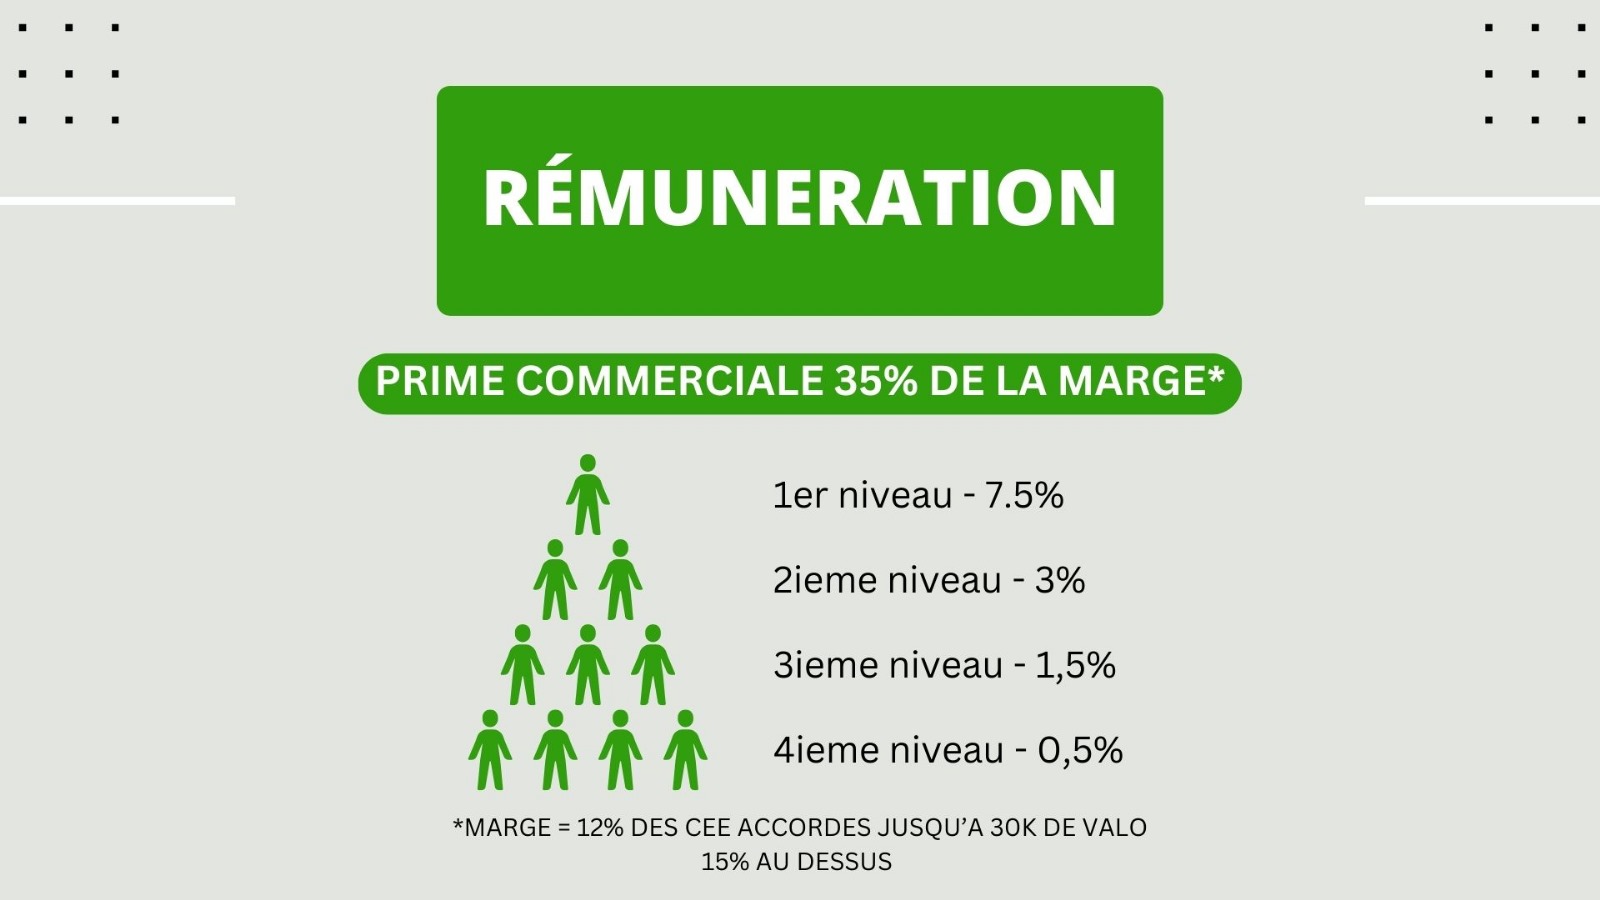 RÉMUNERATION
PRIME COMMERCIALE 35% DE LA MARGE*
1er niveau - 7.5%
2ieme niveau - 3%
3ieme niveau - 1,5%
4ieme niveau - 0,5%
*MARGE = 12% DES CEE ACCORDES JUSQU'A 30K DE VALO
15% AU DESSUS